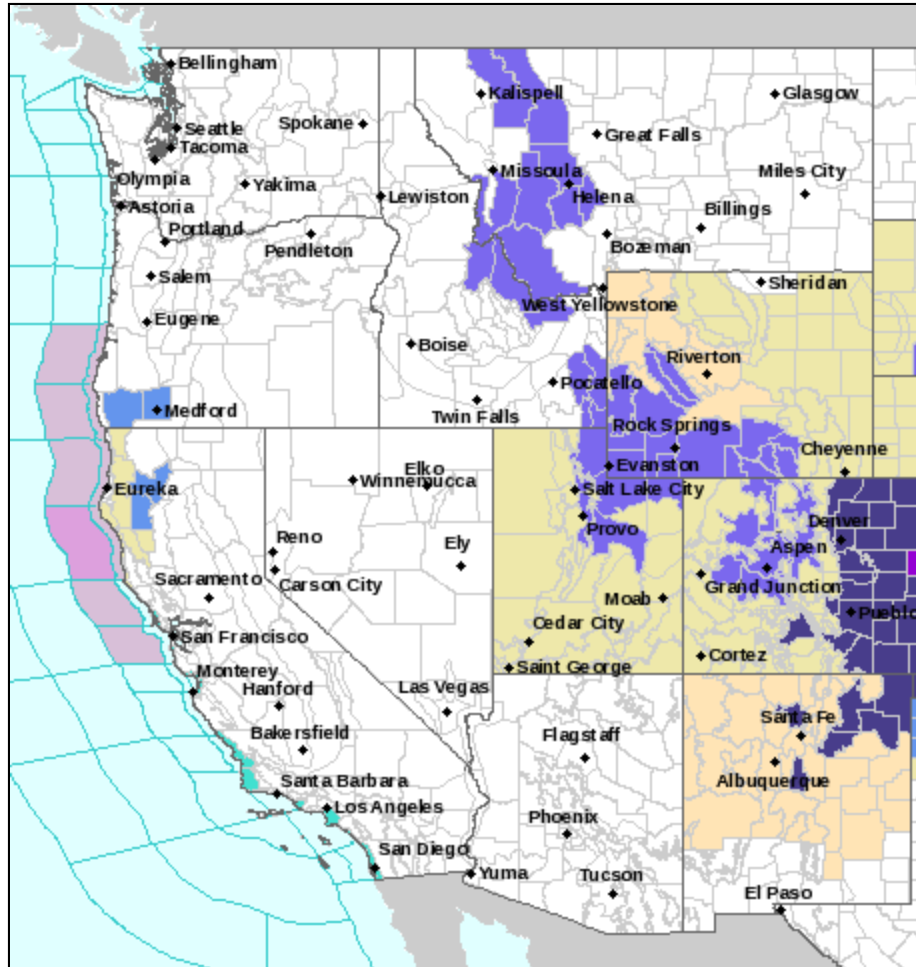 Bellingham
Kalispell
Glasgow
Seattle
Spokane
Great Falls
Tacoma
Olympia
Missoula
Miles City
Yakima
Lewiston
Helena
Astoria
Billings
Portland
Pendleton
Bozeman
Salem
Sheridan
West Yellowstone
Eugene
Boise
Riverton
Pocatello
Medford
Twin Falls
Rock Springs
Cheyenne
Elko
Evanston
Winnemucca
Eureka
Salt Lake City
Provo
Denver
Reno
Ely
Aspen
Sacramento
Carson City
Grand Junction
Moab
Pueblo
San Francisco
Cedar City
Cortez
Saint George
Monterey
Hanford
Las Vegas
Santa Fe
Bakersfield
Flagstaff
Albuquerque
Santa Barbara
Los Angeles
Phoenix
San Diego
Yuma
Tucson
El Paso